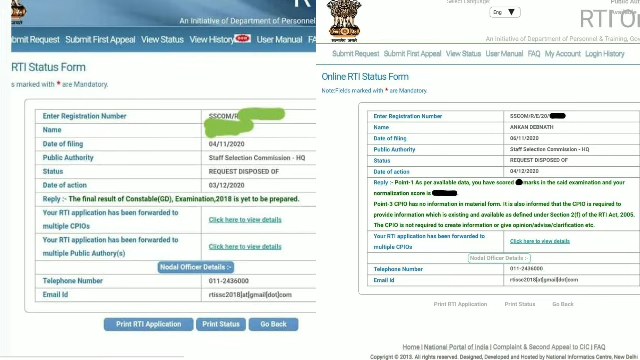 An Initiative of Department of Personnel
Submit Request Submit First Appeal View Status View History User Manual FA
RTI Status Form
s marked with * are Mandatory.
Enter Registration Number SSCOM/R
Name
Date of filing 04/11/2020
Public Authority Staff Selection Commission - HQ
Status REQUEST DISPOSED OF
Date of action 03/12/2020
Reply :- The final result of Constable(GD), Examination,2018 is yet to be prepared.
Your RTI application has been forwarded to
multiple CPIOs
Click here to view details
Your RTI application has been forwarded to
multiple Public Authory(s)
Click here to view details
Nodal Officer Details :-
Telephone Number 011-2436000
Email Id rtissc2018[at]gmail[dot]com
Print RTI Application Print Status Go Back
Select Language:
Eng
RTI O
An Initiative of Department of Personnel & Training, Gov
Submit Request Submit First Appeal View Status User Manual FAQ My Account Login History
Online RTI Status Form
Note:Fields marked with * are Mandatory.
Enter Registration Number SSCOM/R/E/20/
Name ANKAN DEBNATH
Date of filing 06/11/2020
Public Authority Staff Selection Commission - HQ
Status REQUEST DISPOSED OF
Date of action 04/12/2020
Reply :- Point-1 As per available data, you have scored marks in the said examination and your
normalization score is
Point-3 CPIO has no information in material form. It is also informed that the CPIO is required to
provide information which is existing and available as defined under Section 2(f) of the RTI Act, 2005.
The CPIO is not required to create information or give opinion/advise/clarification etc.
Your RTI application has been forwarded to
multiple CPIOs
Click here to view details
Nodal Officer Details :-
Telephone Number 011-2436000
Email Id rtissc2018[at]gmail[dot]com
Print RTI Application Print Status Go Back
Home | National Portal of India | Complaint & Second Appeal to CIC | FAQ
Copyright © 2013. All rights reserved. Designed, Developed and Hosted by National Informatics Centre, New Delhi